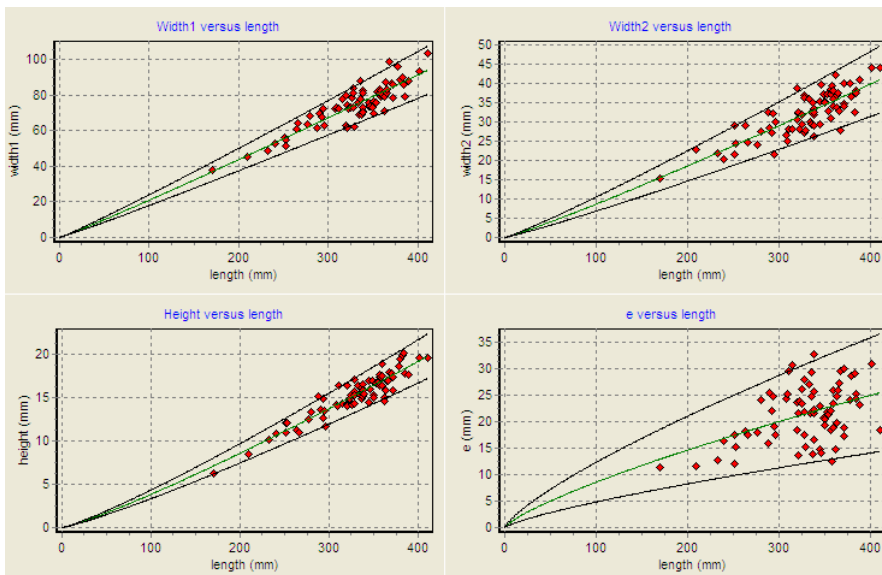 Width1 versus length
width1 (mm)
100
80
60
40
20
0
0 100 200 300 400
length (mm)
Width2 versus length
width2 (mm)
50
45
40
35
30
25
20
15
10
5
0
0 100 200 300 400
length (mm)
Height versus length
height (mm)
20
15
10
5
0
0 100 200 300 400
length (mm)
e versus length
e (mm)
35
30
25
20
15
10
5
0
0 100 200 300 400
length (mm)